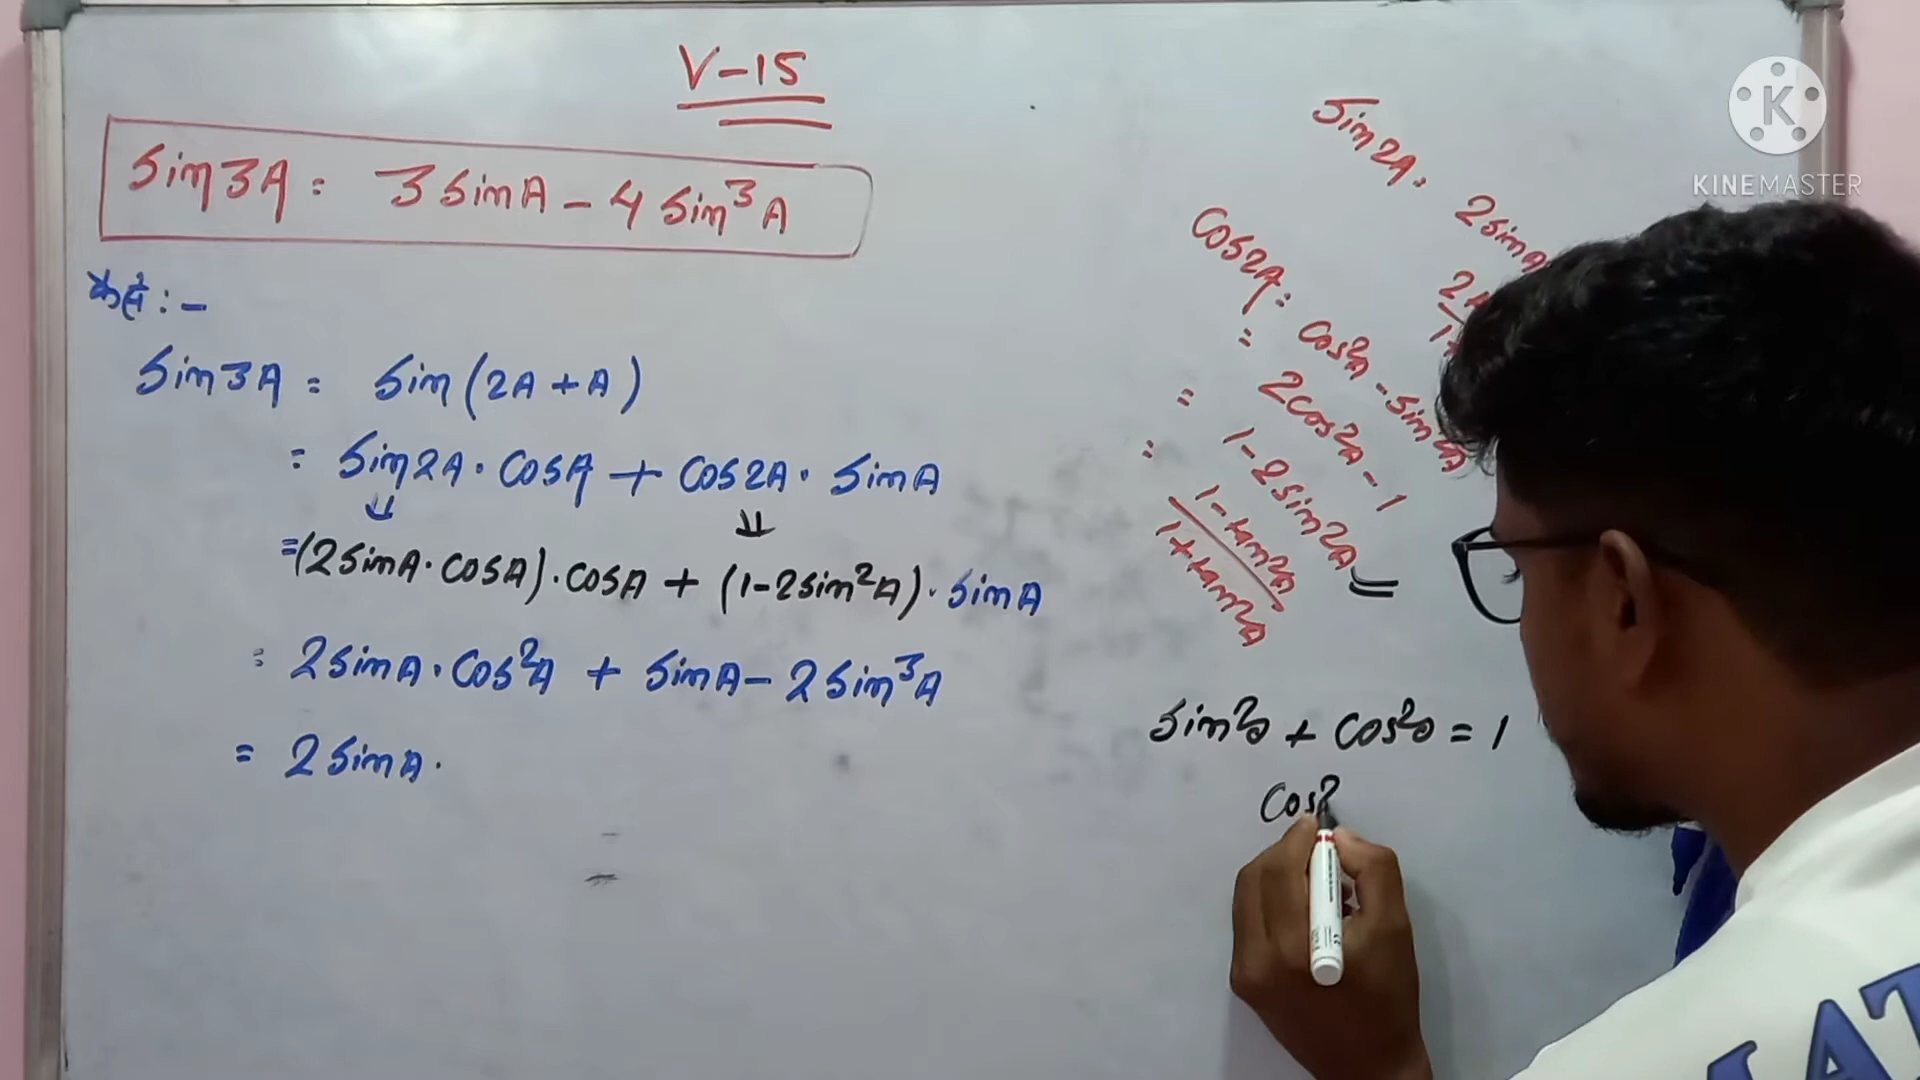 V-15
Sin3A = 3SinA - 4Sin³A
Sin3A = Sin(2A + A)
= Sin2A · CosA + Cos2A · SinA
= (2SinA · COSA) · COSA + (1-2Sin²A) · SinA
= 2SinA · Cos²A + SinA - 2Sin³A
= 2SinA ·
Sin2A = 2SinA
Cos2A = Cos²A - Sin²A
= 2Cos²A - 1
= 1-2Sin²A
= 1-tan²A
1+tan²A
Sin²θ + Cos²θ = 1
Cos²
KINEMASTER